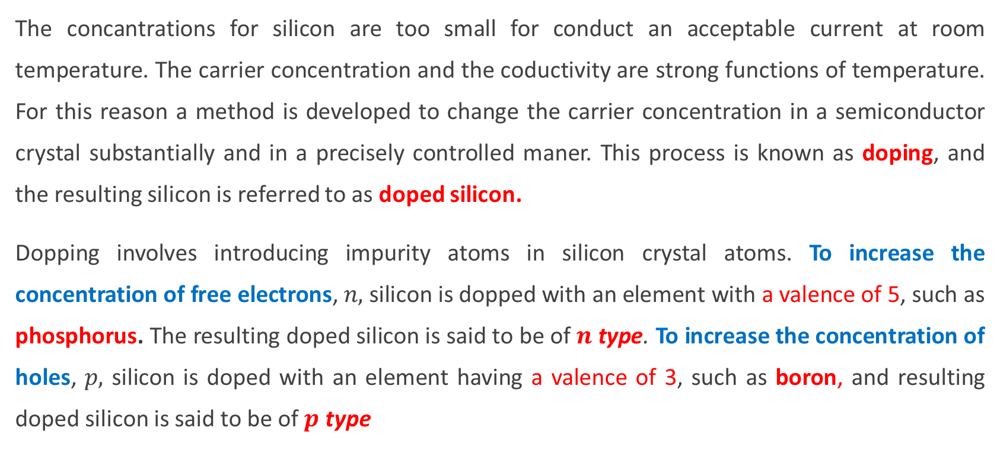 The concantrations for silicon are too small for conduct an acceptable current at room
temperature. The carrier concentration and the coductivity are strong functions of temperature.
For this reason a method is developed to change the carrier concentration in a semiconductor
crystal substantially and in a precisely controlled maner. This process is known as doping, and
the resulting silicon is referred to as doped silicon.
Dopping involves introducing impurity atoms in silicon crystal atoms. To increase the
concentration of free electrons, n, silicon is dopped with an element with a valence of 5, such as
phosphorus. The resulting doped silicon is said to be of n type. To increase the concentration of
holes, p, silicon is doped with an element having a valence of 3, such as boron, and resulting
doped silicon is said to be of p type